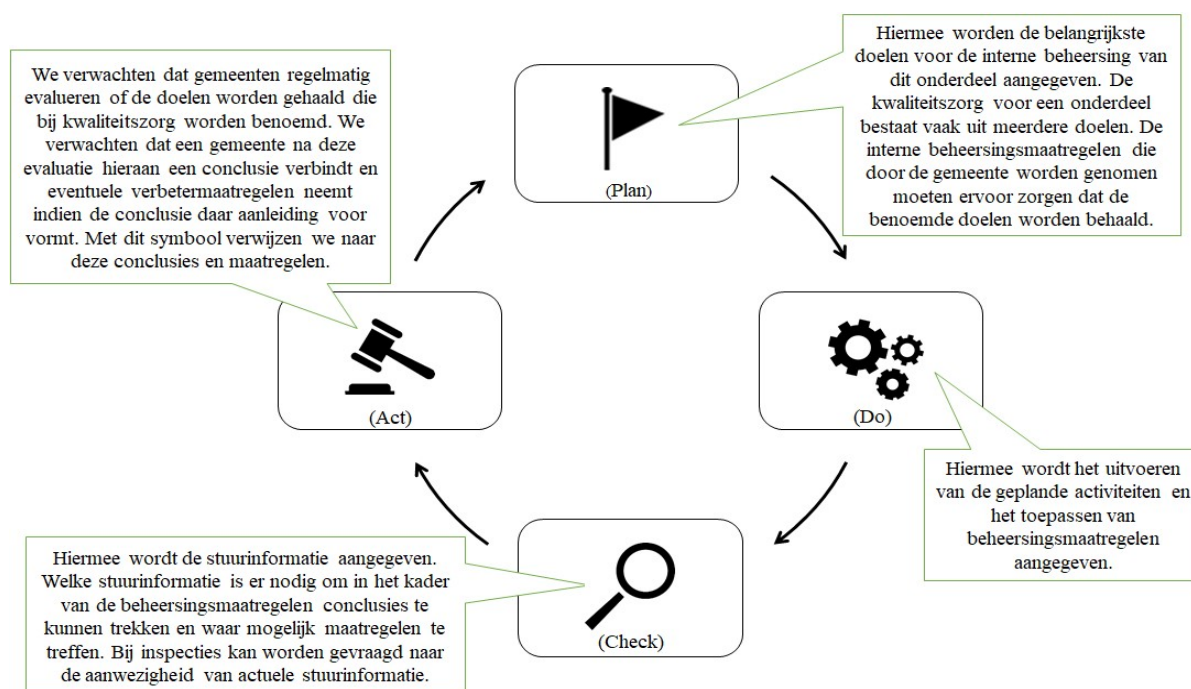 Hiermee worden de belangrijkste
doelen voor de interne beheersing van
dit onderdeel aangegeven. De
kwaliteitszorg voor een onderdeel
bestaat vaak uit meerdere doelen. De
interne beheersingsmaatregelen die
door de gemeente worden genomen
moeten ervoor zorgen dat de
benoemde doelen worden behaald.
We verwachten dat gemeenten regelmatig
evalueren of de doelen worden gehaald die
bij kwaliteitszorg worden benoemd. We
verwachten dat een gemeente na deze
evaluatie hieraan een conclusie verbindt en
eventuele verbetermaatregelen neemt
indien de conclusie daar aanleiding voor
vormt. Met dit symbool verwijzen we naar
deze conclusies en maatregelen.
(Plan)
(Act)
(Do)
Hiermee wordt het uitvoeren
van de geplande activiteiten en
het toepassen van
beheersingsmaatregelen
aangegeven.
Hiermee wordt de stuurinformatie aangegeven.
Welke stuurinformatie is er nodig om in het kader
van de beheersingsmaatregelen conclusies te
kunnen trekken en waar mogelijk maatregelen te
treffen. Bij inspecties kan worden gevraagd naar
de aanwezigheid van actuele stuurinformatie.
(Check)